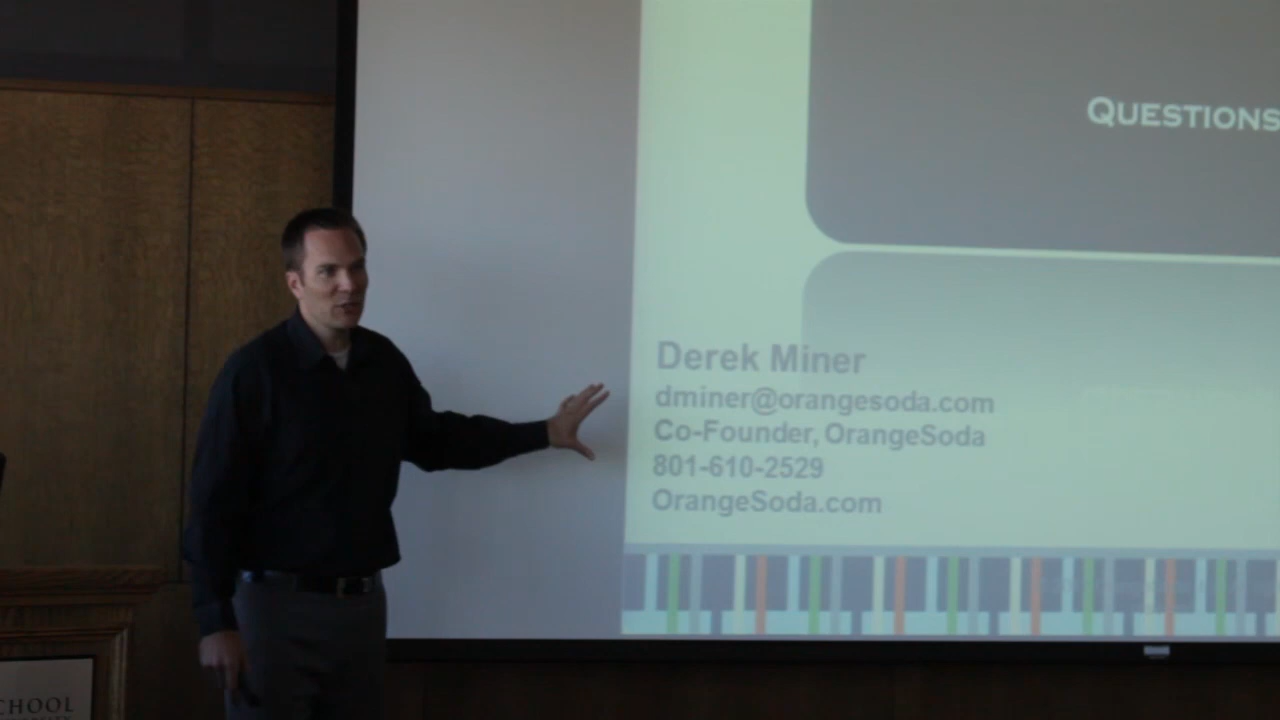 QUESTIONS
Derek Miner
dminer@orangesoda.com
Co-Founder, OrangeSoda
801-610-2529
OrangeSoda.com
CHOOL